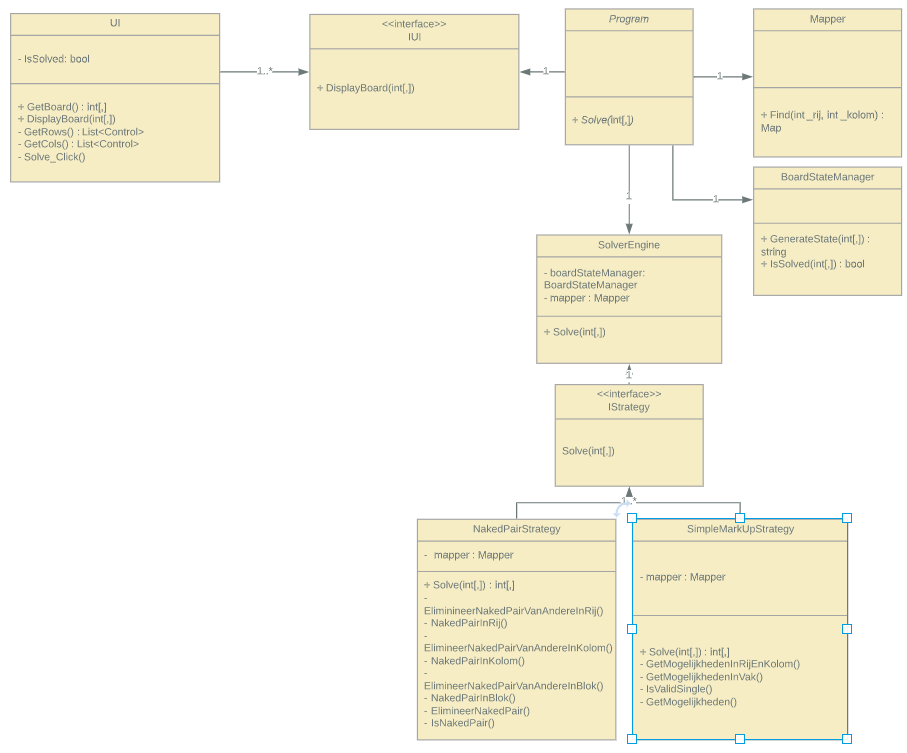 UI
- IsSolved: bool
+ GetBoard() : int[,]
+ DisplayBoard(int[,])
- GetRows() : List<Control>
- GetCols() : List<Control>
- Solve_Click()
1..*
<<interface>>
IUI
+ DisplayBoard(int[,])
1
Program
+ Solve(int[,])
1
Mapper
+ Find(int _rij, int _kolom) :
Map
1
BoardStateManager
+ GenerateState(int[,]) :
string
+ IsSolved(int[,]) : bool
1
SolverEngine
- boardStateManager:
BoardStateManager
- mapper : Mapper
+ Solve(int[,])
1
<<interface>>
IStrategy
Solve(int[,])
1..*
NakedPairStrategy
- mapper : Mapper
+ Solve(int[,]) : int[,]
-
EliminineerNakedPairVanAndereInRij()
- NakedPairInRij()
-
ElimineerNakedPairVanAndereInKolom()
- NakedPairInKolom()
-
ElimineerNakedPairVanAndereInBlok()
- NakedPairInBlok()
- ElimineerNakedPair()
- IsNakedPair()
SimpleMarkUpStrategy
- mapper : Mapper
+ Solve(int[,]) : int[,]
- GetMogelijkhedenInRijEnKolom()
- GetMogelijkhedenInVak()
- IsValidSingle()
- GetMogelijkheden()